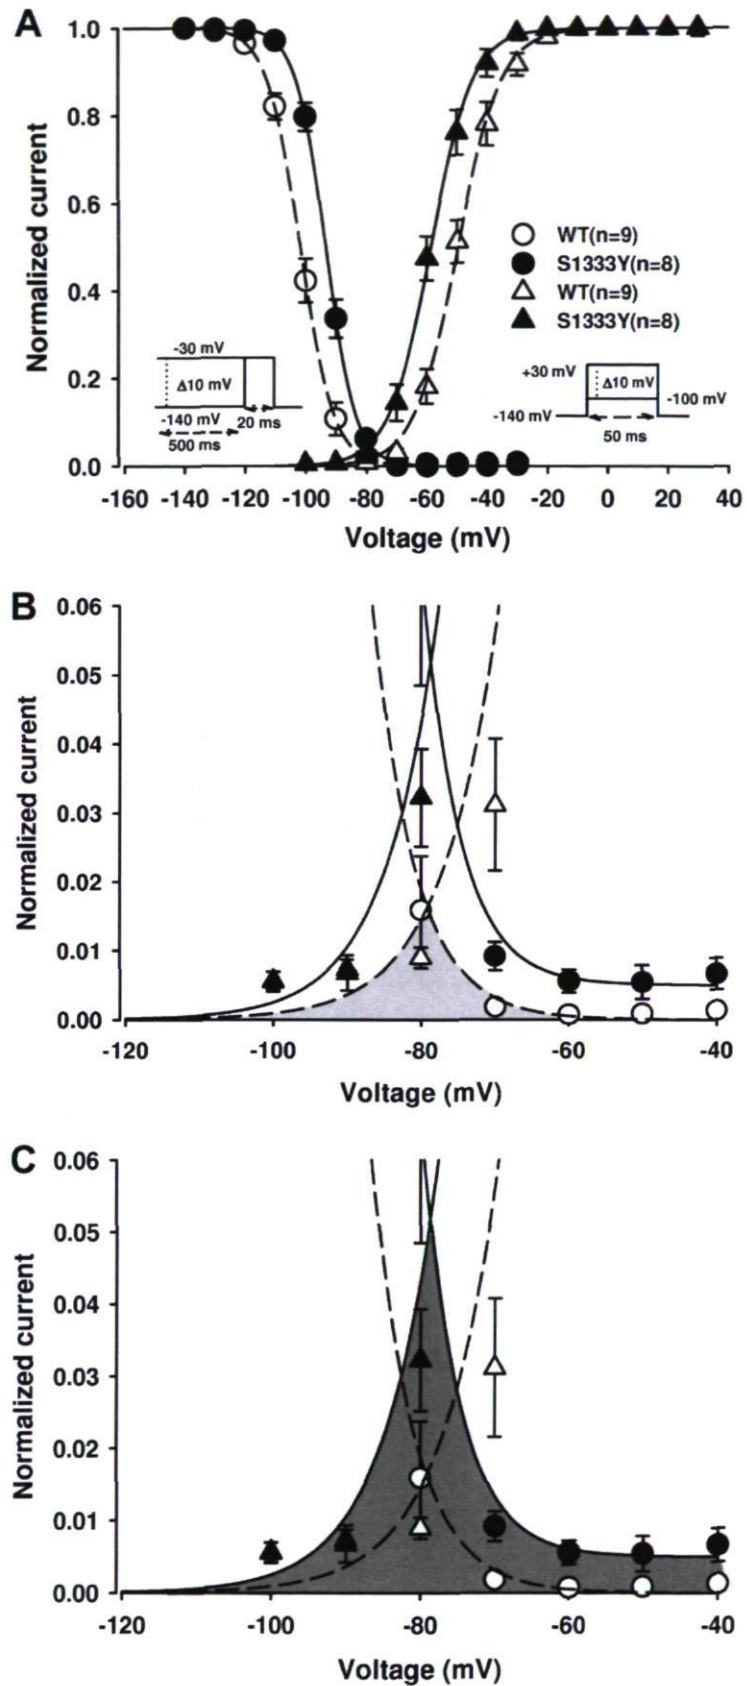 A
1.0
0.8
0.6
0.4
0.2
0.0
Normalized current
WT(n=9)
S1333Y(n=8)
WT(n=9)
S1333Y(n=8)
-30 mV
Δ10 mV
-140 mV
20 ms
500 ms
+30 mV
Δ10 mV
-100 mV
-140 mV
50 ms
-160 -140 -120 -100 -80 -60 -40 -20 0 20 40
Voltage (mV)
B
0.06
0.05
0.04
0.03
0.02
0.01
0.00
Normalized current
-120 -100 -80 -60 -40
Voltage (mV)
C
0.06
0.05
0.04
0.03
0.02
0.01
0.00
Normalized current
-120 -100 -80 -60 -40
Voltage (mV)